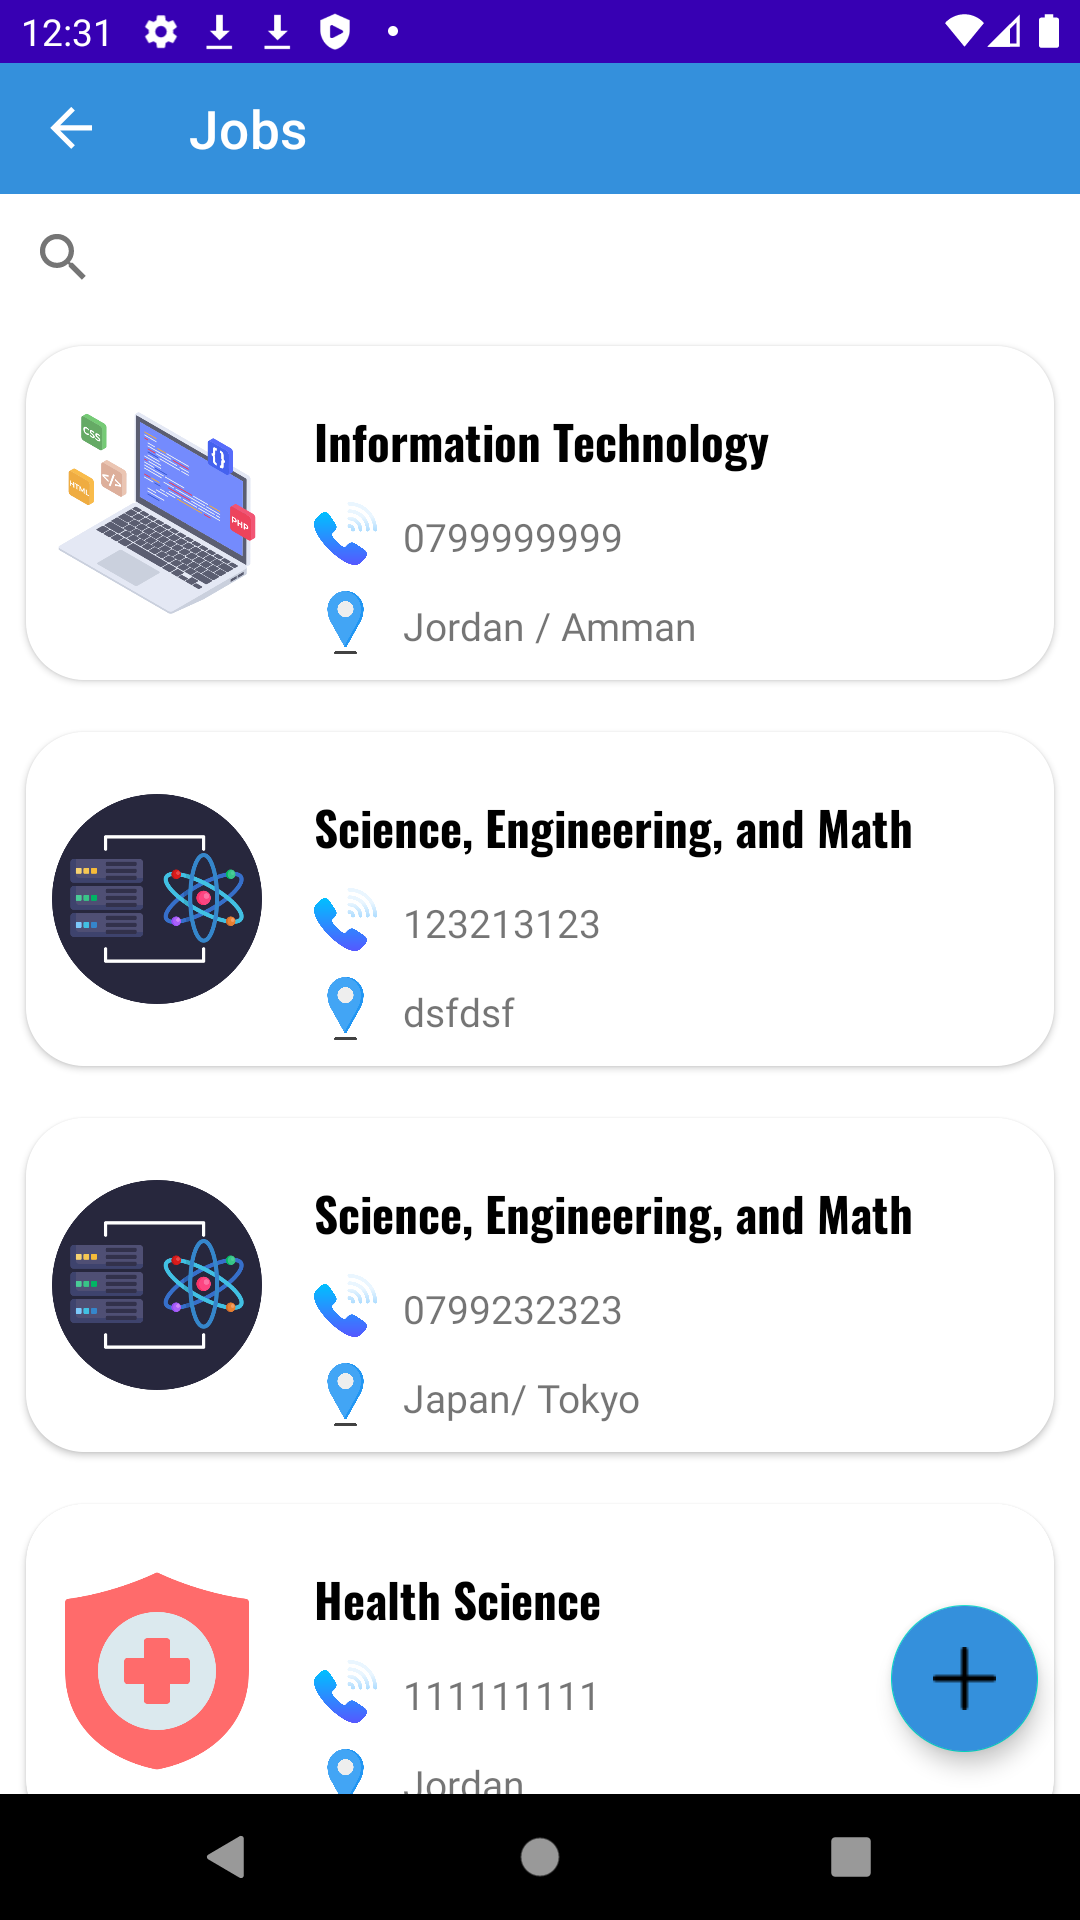 12:31
Jobs
CSS
{}
</>
HTML
PHP
Information Technology
0799999999
Jordan / Amman
Science, Engineering, and Math
123213123
dsfdsf
Science, Engineering, and Math
0799232323
Japan/ Tokyo
Health Science
111111111
Jordan